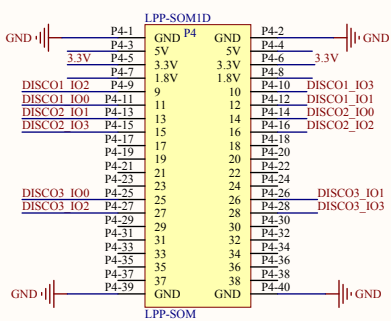 LPP-SOM1D
GND P4-1 GND P4 GND P4-2 GND
P4-3 5V 5V P4-4
3.3V P4-5 3.3V 3.3V P4-6 3.3V
P4-7 1.8V 1.8V P4-8
DISCO1_IO2 P4-9 9 10 P4-10 DISCO1_IO3
DISCO1_IO0 P4-11 11 12 P4-12 DISCO1_IO1
DISCO2_IO1 P4-13 13 14 P4-14 DISCO2_IO0
DISCO2_IO3 P4-15 15 16 P4-16 DISCO2_IO2
P4-17 17 18 P4-18
P4-19 19 20 P4-20
P4-21 21 22 P4-22
P4-23 23 24 P4-24
DISCO3_IO0 P4-25 25 26 P4-26 DISCO3_IO1
DISCO3_IO2 P4-27 27 28 P4-28 DISCO3_IO3
P4-29 29 30 P4-30
P4-31 31 32 P4-32
P4-33 33 34 P4-34
P4-35 35 36 P4-36
P4-37 37 38 P4-38
GND P4-39 GND GND P4-40 GND
LPP-SOM